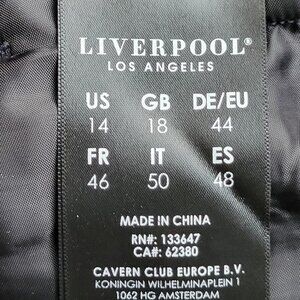 LIVERPOOL®
LOS ANGELES
US GB DE/EU
14 18 44
FR IT ES
46 50 48
MADE IN CHINA
RN#: 133647
CA#: 62380
CAVERN CLUB EUROPE B.V.
KONINGIN WILHELMINAPLEIN 1
1062 HG AMSTERDAM